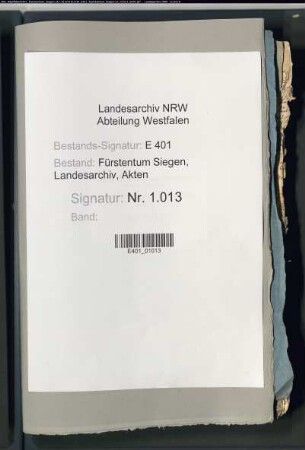 Landesarchiv NRW
Abteilung Westfalen
Bestands-Signatur: E 401
Bestand: Fürstentum Siegen,
Landesarchiv, Akten
Signatur: Nr. 1.013
Band:
E401_01013